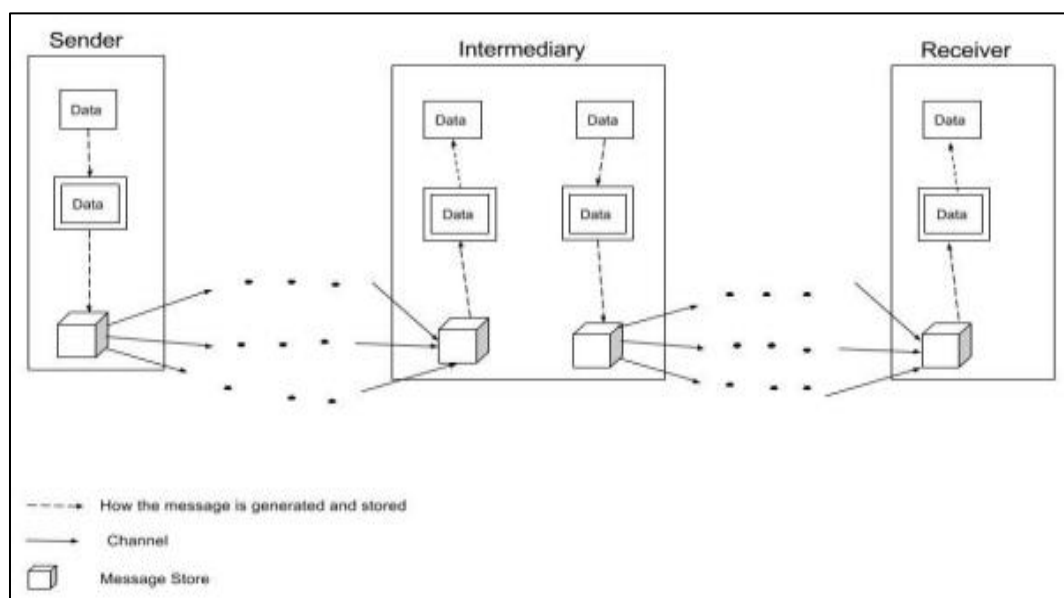 Sender
Intermediary
Receiver
Data
Data
Data
Data
Data
Data
Data
Data
How the message is generated and stored
Channel
Message Store